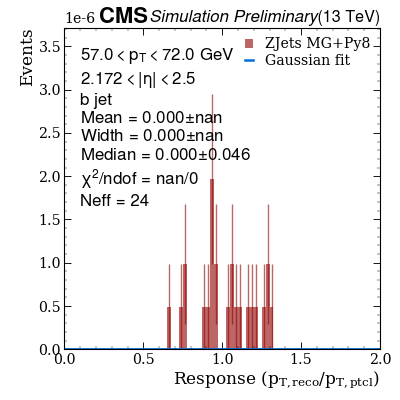 1e-6 CMS Simulation Preliminary (13 TeV)
Events
57.0 < p_T < 72.0 GeV
2.172 < |η| < 2.5
b jet
Mean = 0.000±nan
Width = 0.000±nan
Median = 0.000±0.046
χ²/ndof = nan/0
Neff = 24
ZJets MG+Py8
Gaussian fit
3.5
3.0
2.5
2.0
1.5
1.0
0.5
0.0
0.0 0.5 1.0 1.5 2.0
Response (p_T,reco/p_T,ptcl)